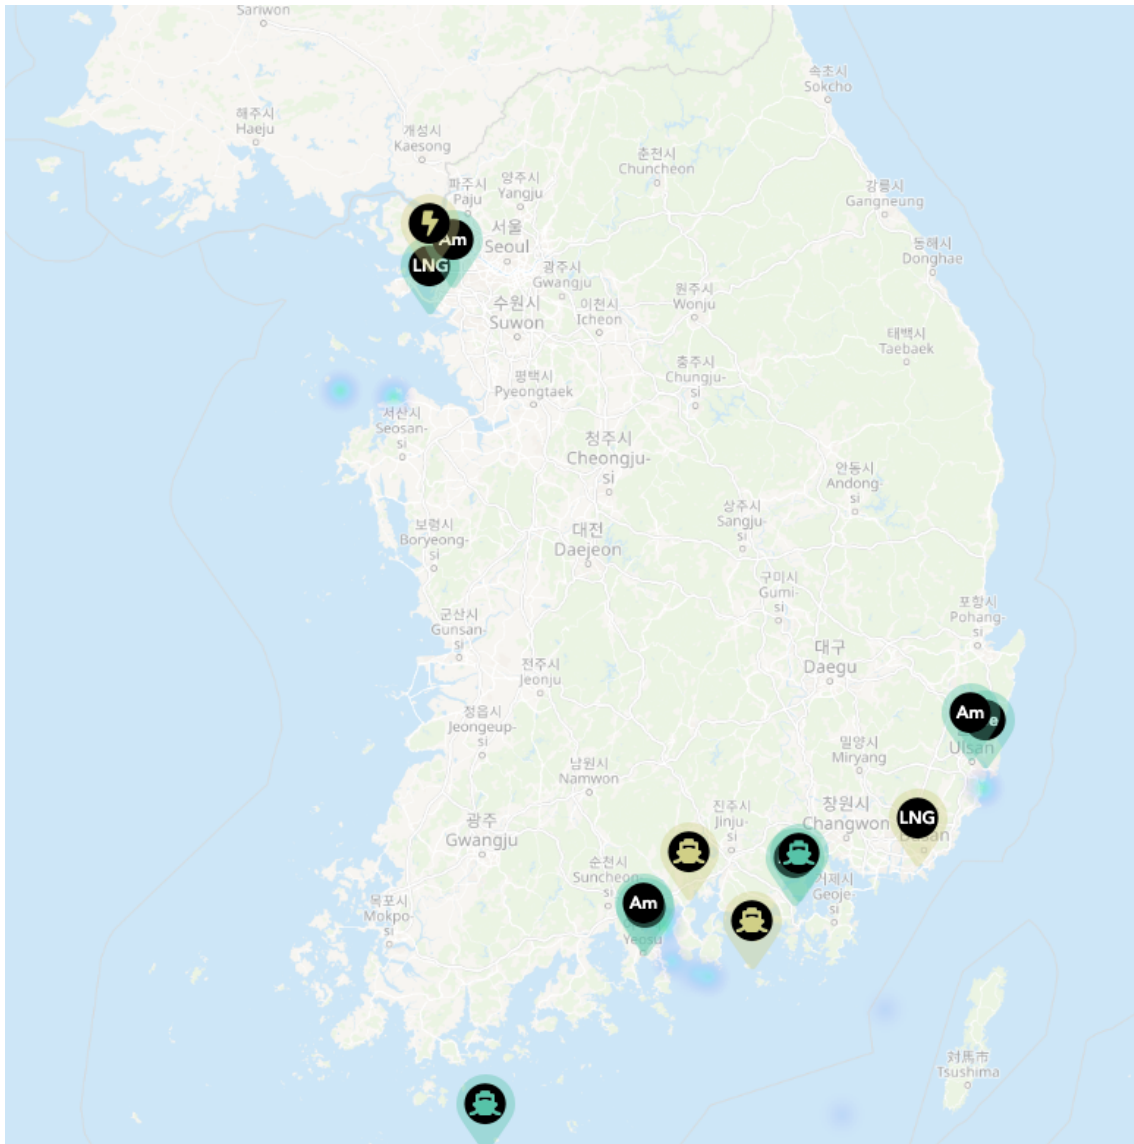 Sariwon
속초시
Sokcho
해주시
Haeju
개성시
Kaesong
춘천시
Chuncheon
파주시
Paju
양주시
Yangju
강릉시
Gangneung
서울
Seoul
Am
LNG
동해시
Donghae
광주시
Gwangju
원주시
Wonju
수원시
Suwon
이천시
Icheon
태백시
Taebaek
충주시
Chungju-
si
평택시
Pyeongtaek
서산시
Seosan-
si
청주시
Cheongju-
si
안동시
Andong-
si
상주시
Sangju-
si
보령시
Boryeong-
si
대전
Daejeon
구미시
Gumi-
si
포항시
Pohang-
si
군산시
Gunsan-
si
대구
Daegu
전주시
Jeonju
정읍시
Jeongeup-
si
Am
e
Ulsan
밀양시
Miryang
남원시
Namwon
진주시
Jinju-
si
창원시
Changwon
LNG
Busan
광주
Gwangju
순천시
Suncheon-
si
거제시
Geoje-
si
목포시
Mokpo-
si
Am
Yeosu
対馬市
Tsushima